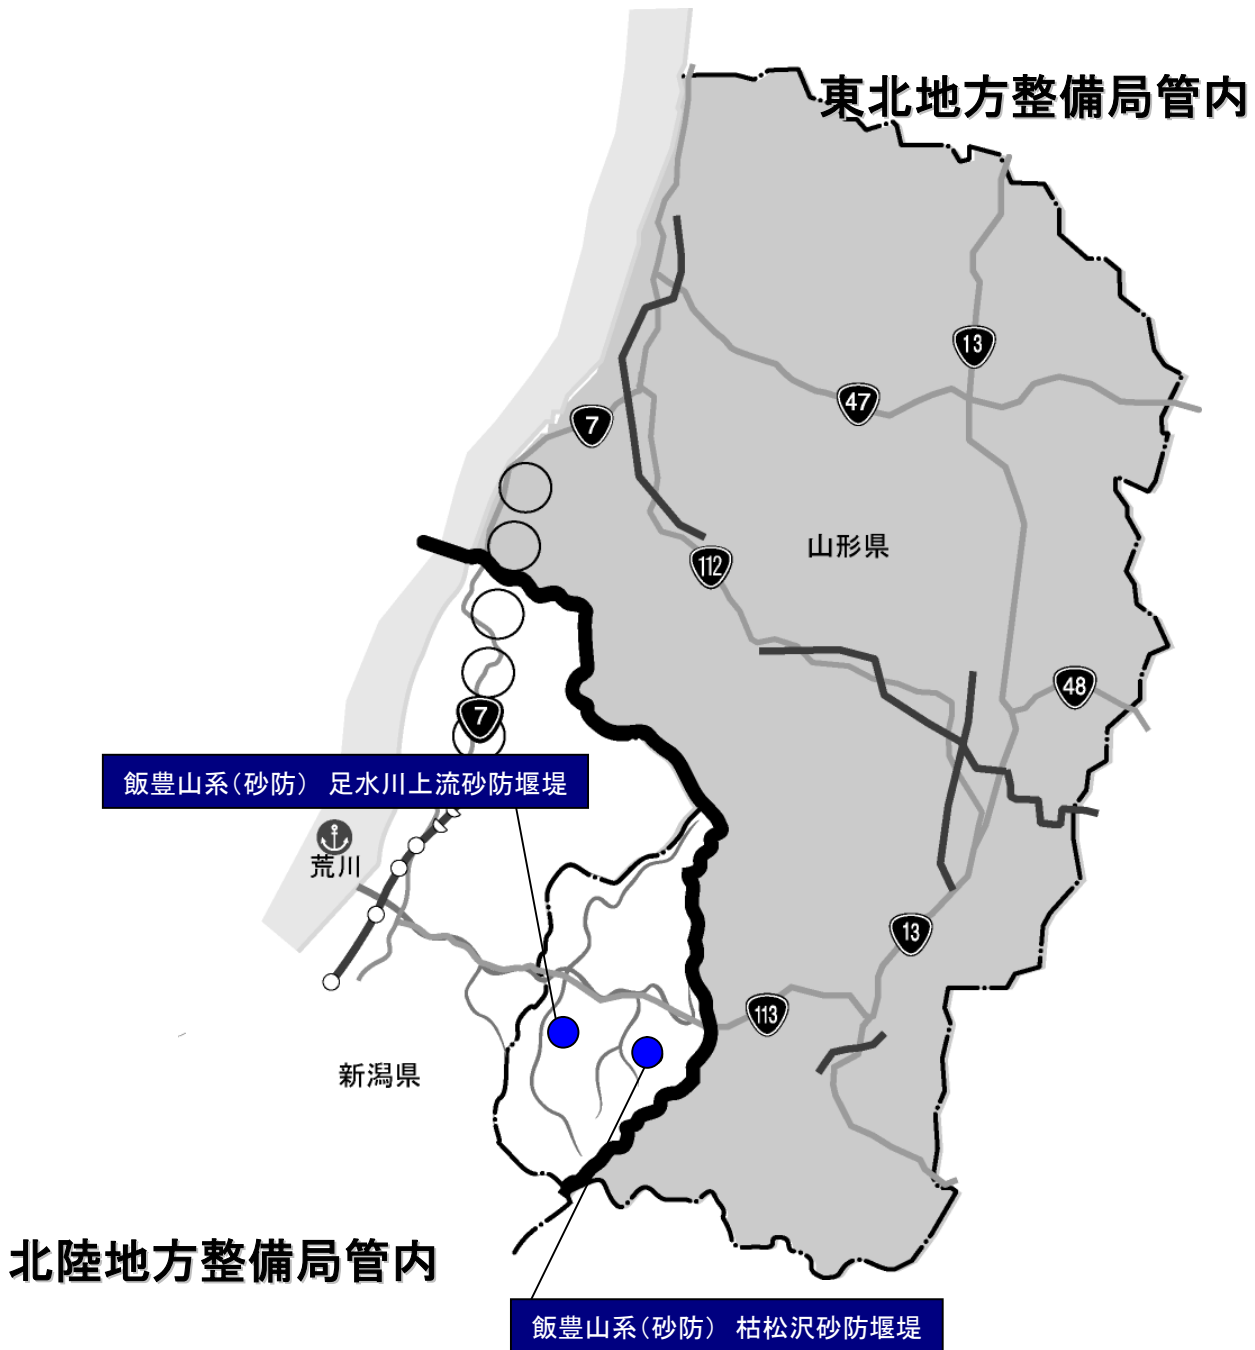 東北地方整備局管内
13
47
7
山形県
112
48
7
飯豊山系(砂防) 足水川上流砂防堰堤
荒川
13
113
新潟県
北陸地方整備局管内
飯豊山系(砂防) 枯松沢砂防堰堤